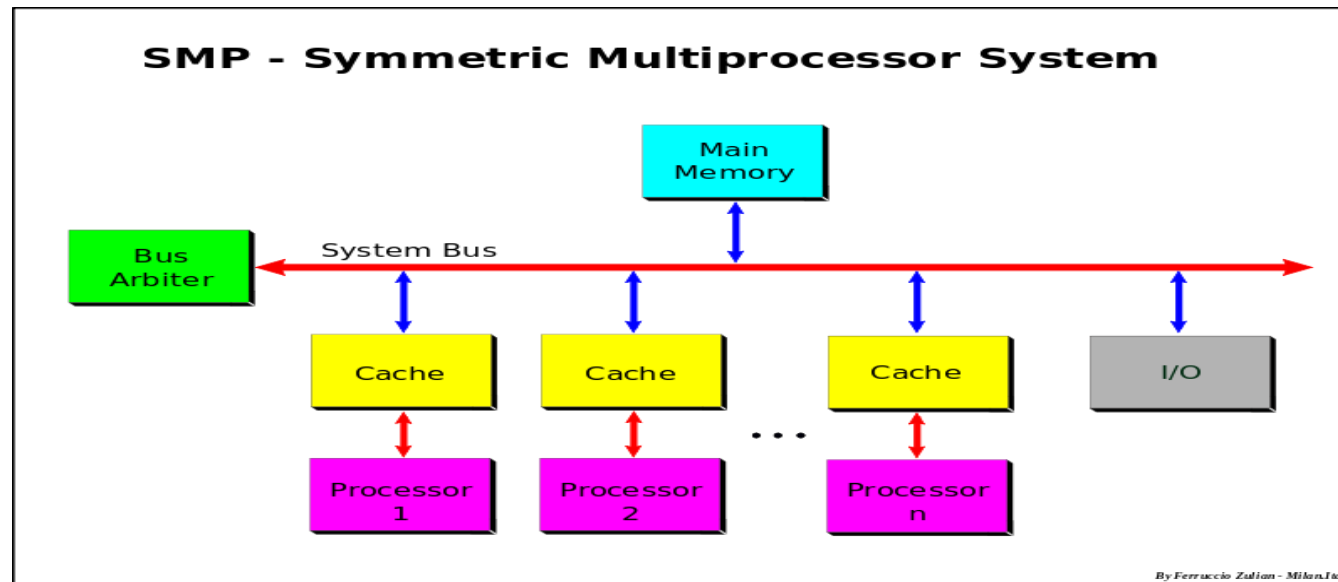 SMP - Symmetric Multiprocessor System
Main
Memory
Bus
Arbiter
System Bus
Cache
Cache
Cache
I/O
...
Processor
1
Processor
2
Processor
n
By Ferruccio Zulian - Milan.Ita